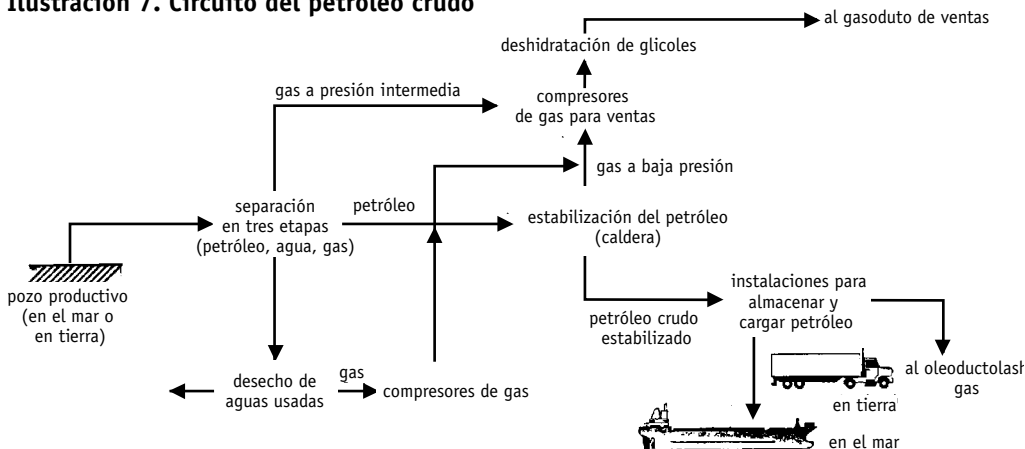 Ilustración 7. Circuito del petróleo crudo
al gasoduto de ventas
deshidratación de glicoles
gas a presión intermedia
compresores
de gas para ventas
gas a baja presión
separación
en tres etapas
(petróleo, agua, gas)
petróleo
estabilización del petróleo
(caldera)
pozo productivo
(en el mar o
en tierra)
petróleo crudo
estabilizado
instalaciones para
almacenar y
cargar petróleo
desecho de
aguas usadas
gas
compresores de gas
al oleoductolash
gas
en tierra
en el mar